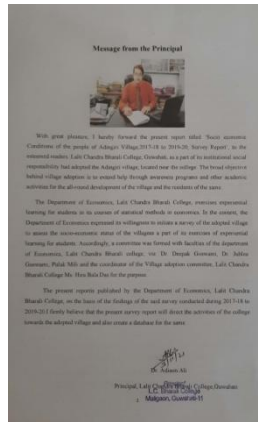 Message from the Principal
With great pleasure, I hereby forward the present report titled 'Socio economic
Conditions of the people of Adingiri Village,2017-18 to 2019-20, Survey Report', to the
esteemed readers. Lalit Chandra Bharali College, Guwahati, as a part of its institutional social
responsibility had adopted the Adingiri village, located near the college. The broad objective
behind village adoption is to extend help through awareness programs and other academic
activities for the all-round development of the village and the residents of the same.
The Department of Economics, Lalit Chandra Bharali College, exercises experiential
learning for students in its courses of statistical methods in economics. In the context, the
Department of Economics expressed its willingness to initiate a survey of the adopted village
to assess the socio-economic status of the villagers a part of its exercises of experiential
learning for students. Accordingly, a committee was formed with faculties of the department
of Economics, Lalit Chandra Bharali college viz Dr. Deepak Goswami, Dr.
Goswami, Pulak Mili and the coordinator of the Village adoption committee, Lalit Chandra
Bharali College Ms. Hira Bala Das for the purpose.
The present reports published by the Department of Economics, Lalit Chandra
Bharali College, on the basis of the findings of the said survey conducted during 2017-18 to
2019-20. I firmly believe that the present survey report will direct the activities of the college
towards the adopted village and also create a database for the same.
Principal, Lalit Chandra Bharali College, Guwahati
L.C. Bharali College
Maligaon, Guwahati-11